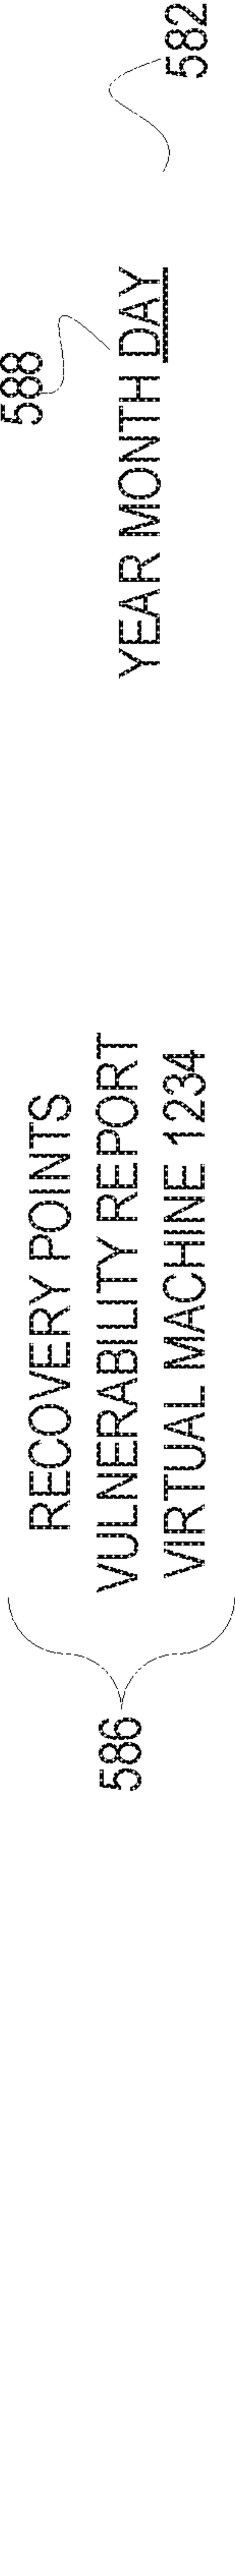 586
RECOVERY POINTS
VULNERABILITY REPORT
VIRTUAL MACHINE 1234
588
YEAR MONTH DAY
582